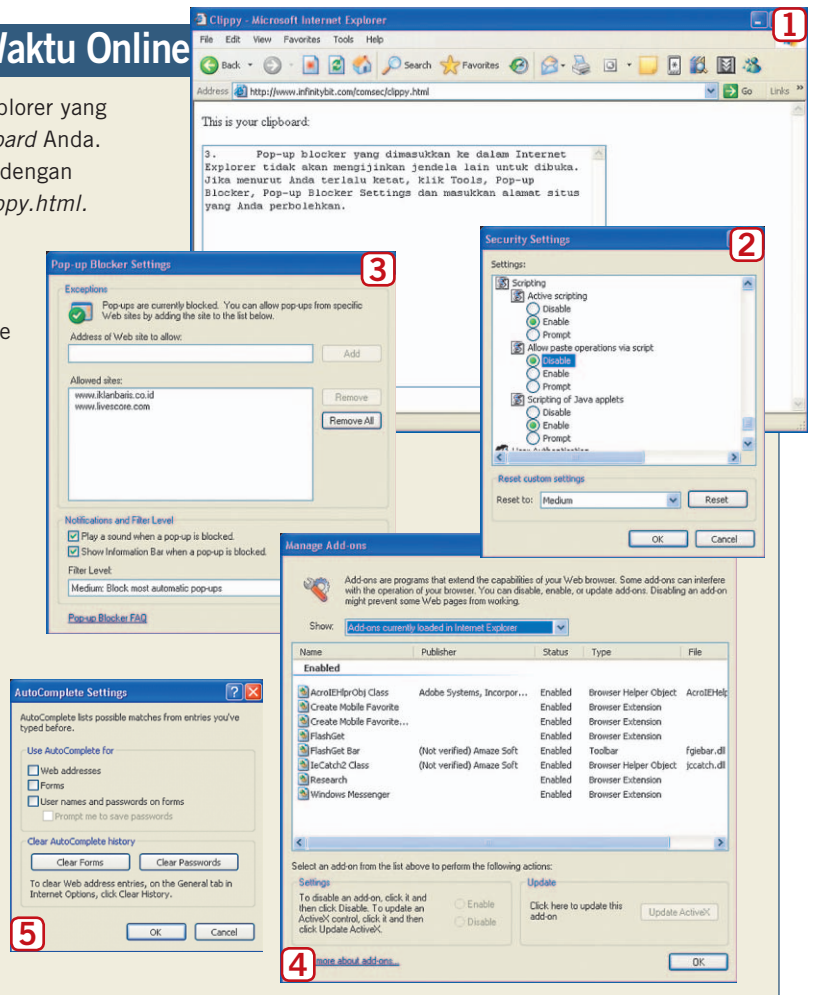 Waktu Online
plorer yang
board Anda.
dengan
ppy.html.
e
Clippy - Microsoft Internet Explorer
1
File Edit View Favorites Tools Help
Back Search Favorites
Address http://www.infinitybit.com/comsec/clippy.html Go Links »
This is your clipboard:
3. Pop-up blocker yang dimasukkan ke dalam Internet
Explorer tidak akan mengijinkan jendela lain untuk dibuka.
Jika menurut Anda terlalu ketat, klik Tools, Pop-up
Blocker, Pop-up Blocker Settings dan masukkan alamat situs
yang Anda perbolehkan.
Security Settings
2
Settings:
Scripting
Active scripting
Disable
Enable
Prompt
Allow paste operations via script
Disable
Enable
Prompt
Scripting of Java applets
Disable
Enable
Prompt
User Authentication
Reset custom settings
Reset to: Medium Reset
OK Cancel
Pop-up Blocker Settings
3
Exceptions
Pop-ups are currently blocked. You can allow pop-ups from specific
Web sites by adding the site to the list below.
Address of Web site to allow:
Add
Allowed sites:
www.iklanbaris.co.id
www.livescore.com
Remove
Remove All
Notifications and Filter Level
Play a sound when a pop-up is blocked.
Show Information Bar when a pop-up is blocked.
Filter Level:
Medium: Block most automatic pop-ups
Pop-up Blocker FAQ
Manage Add-ons
Add-ons are programs that extend the capabilities of your Web browser. Some add-ons can interfere
with the operation of your browser. You can disable, enable, or update add-ons. Disabling an add-on
might prevent some Web pages from working.
Show: Add-ons currently loaded in Internet Explorer
Name Publisher Status Type File
Enabled
AcroIEHlprObj Class Adobe Systems, Incorpor... Enabled Browser Helper Object AcroIEHelp
Create Mobile Favorite Enabled Browser Extension
Create Mobile Favorite... Enabled Browser Extension
FlashGet Enabled Browser Extension
FlashGet Bar (Not verified) Amaze Soft Enabled Toolbar fgiebar.dll
IeCatch2 Class (Not verified) Amaze Soft Enabled Browser Helper Object jccatch.dll
Research Enabled Browser Extension
Windows Messenger Enabled Browser Extension
Select an add-on from the list above to perform the following actions:
Settings
To disable an add-on, click it and
then click Disable. To update an
ActiveX control, click it and then
click Update ActiveX.
Enable
Disable
Update
Click here to update this
add-on
Update ActiveX
4
more about add-ons...
OK
AutoComplete Settings
AutoComplete lists possible matches from entries you've
typed before.
Use AutoComplete for
Web addresses
Forms
User names and passwords on forms
Prompt me to save passwords
Clear AutoComplete history
Clear Forms Clear Passwords
To clear Web address entries, on the General tab in
Internet Options, click Clear History.
5
OK Cancel